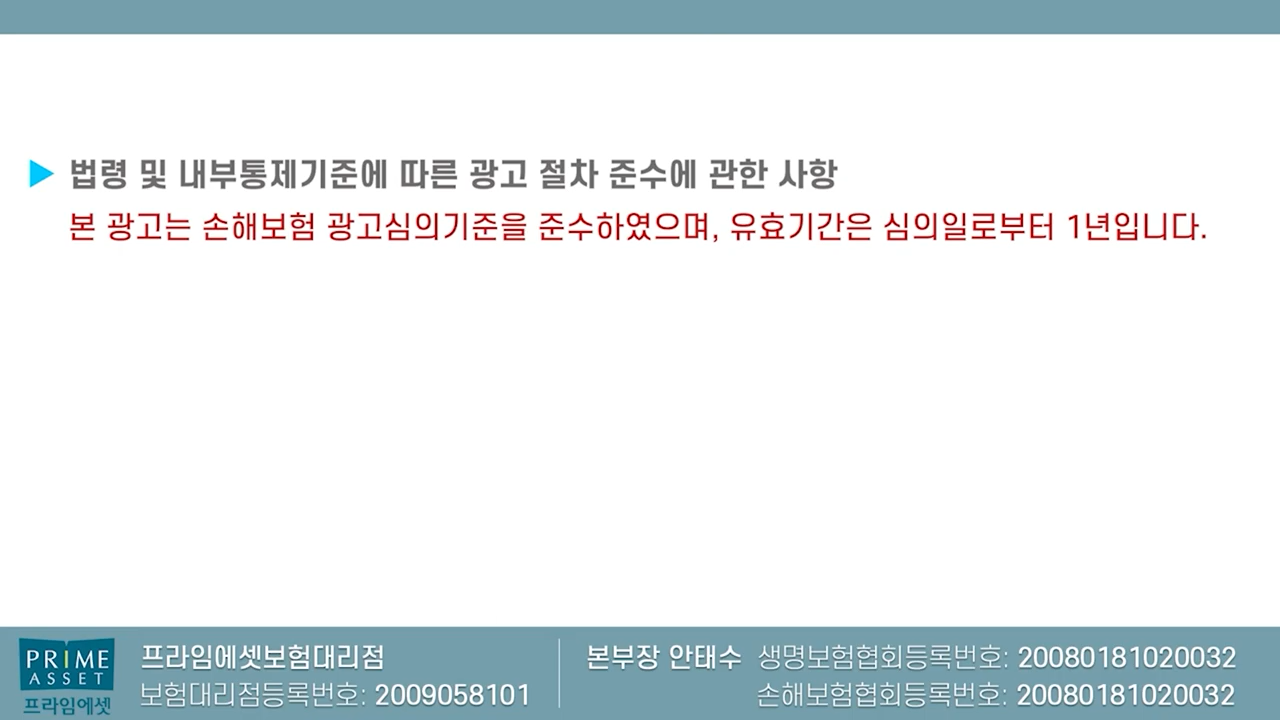 ▶ 법령 및 내부통제기준에 따른 광고 절차 준수에 관한 사항
본 광고는 손해보험 광고심의기준을 준수하였으며, 유효기간은 심의일로부터 1년입니다.
PRIME
ASSET
프라임에셋
프라임에셋보험대리점
보험대리점등록번호: 2009058101
본부장 안태수 생명보험협회등록번호: 20080181020032
손해보험협회등록번호: 20080181020032